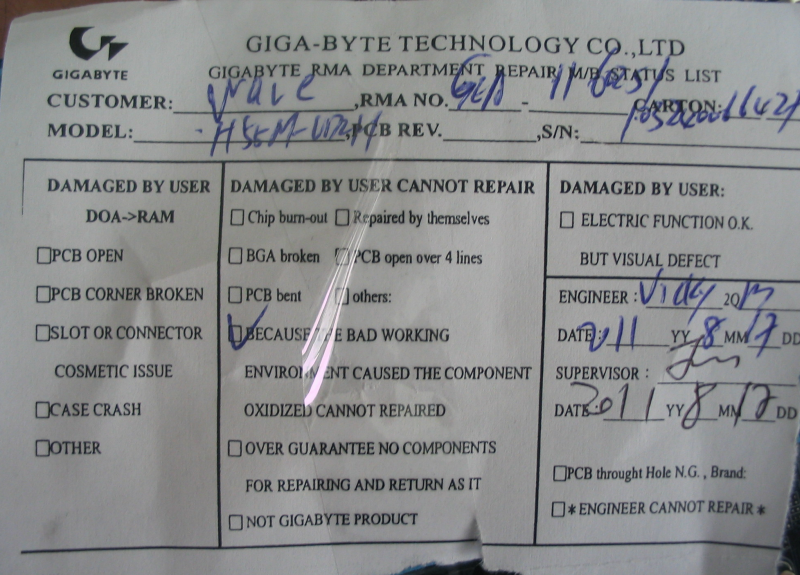 GIGABYTE
GIGA-BYTE TECHNOLOGY CO.,LTD
GIGABYTE RMA DEPARTMENT REPAIR M/B STATUS LIST
CUSTOMER: ,RMA NO. - CARTON:
MODEL: ,PCB REV. ,S/N:
DAMAGED BY USER
DOA->RAM
PCB OPEN
PCB CORNER BROKEN
SLOT OR CONNECTOR
COSMETIC ISSUE
CASE CRASH
OTHER
DAMAGED BY USER CANNOT REPAIR
Chip burn-out Repaired by themselves
BGA broken PCB open over 4 lines
PCB bent others:
BECAUSE THE BAD WORKING
ENVIRONMENT CAUSED THE COMPONENT
OXIDIZED CANNOT REPAIRED
OVER GUARANTEE NO COMPONENTS
FOR REPAIRING AND RETURN AS IT
NOT GIGABYTE PRODUCT
DAMAGED BY USER:
ELECTRIC FUNCTION O.K.
BUT VISUAL DEFECT
ENGINEER : Vicky
DATE: 2011 YY 8 MM 17 DD
SUPERVISOR :
DATE: 2011 YY 8 MM 17 DD
PCB throught Hole N.G. , Brand:
* ENGINEER CANNOT REPAIR *